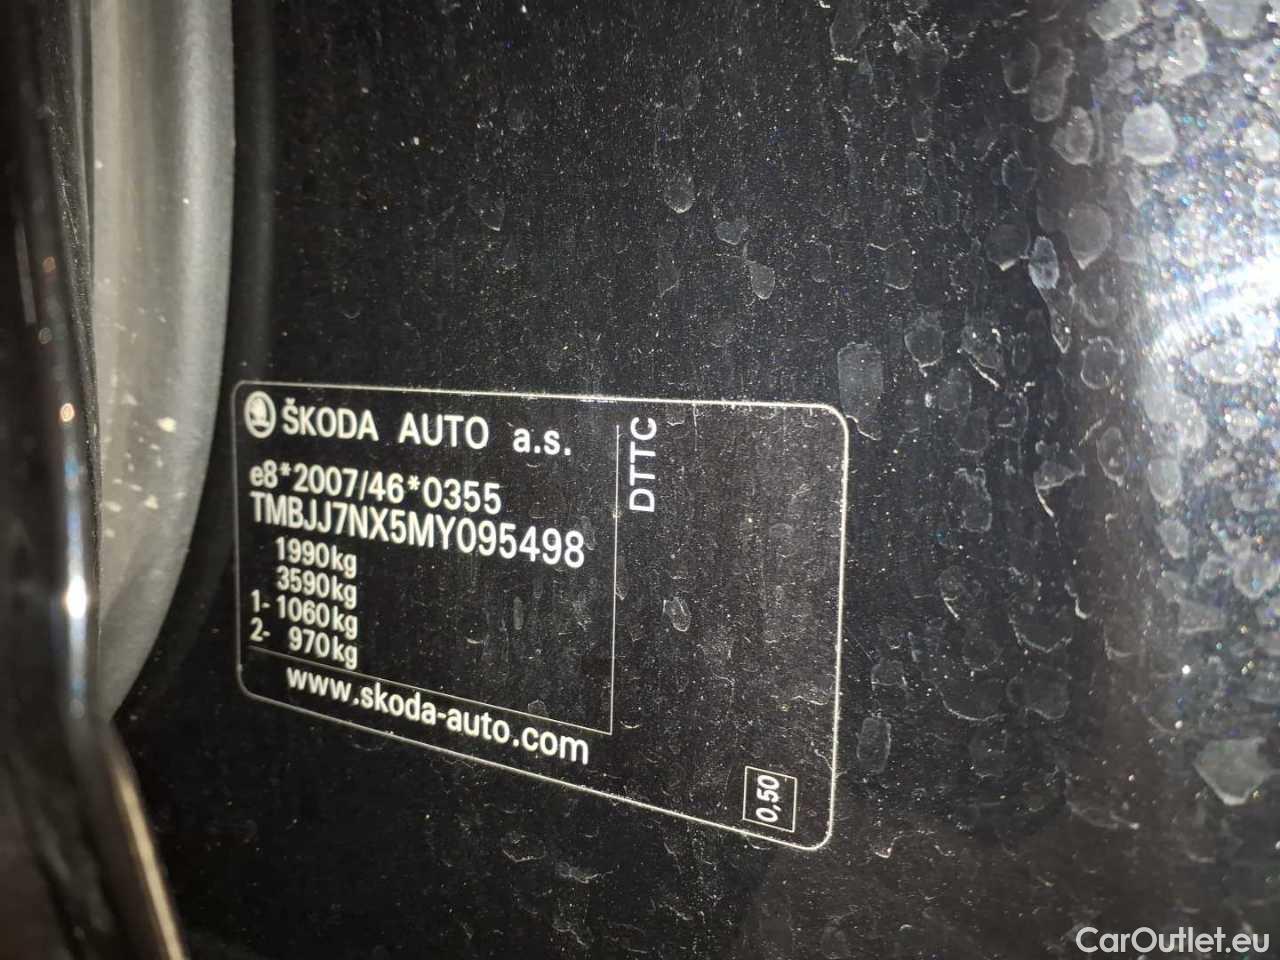 ŠKODA AUTO a.s.
e8*2007/46*0355
TMBJJ7NX5MY095498
1990kg
3590kg
1- 1060kg
2- 970kg
www.skoda-auto.com
DTTC
0,50
CarOutlet.eu